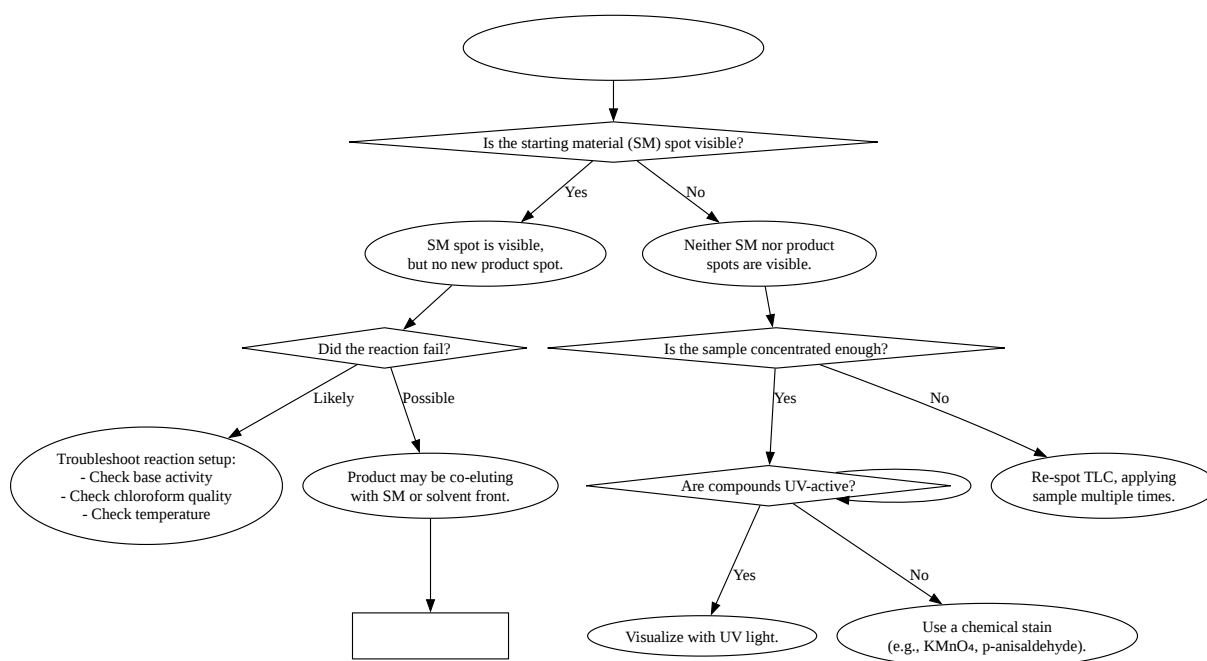 Is the starting material (SM) spot visible?
Yes
No
SM spot is visible,
but no new product spot.
Neither SM nor product
spots are visible.
Did the reaction fail?
Is the sample concentrated enough?
Likely
Possible
Yes
No
Troubleshoot reaction setup:
- Check base activity
- Check chloroform quality
- Check temperature
Product may be co-eluting
with SM or solvent front.
Are compounds UV-active?
Re-spot TLC, applying
sample multiple times.
Yes
No
Visualize with UV light.
Use a chemical stain
(e.g., KMnO₄, p-anisaldehyde).